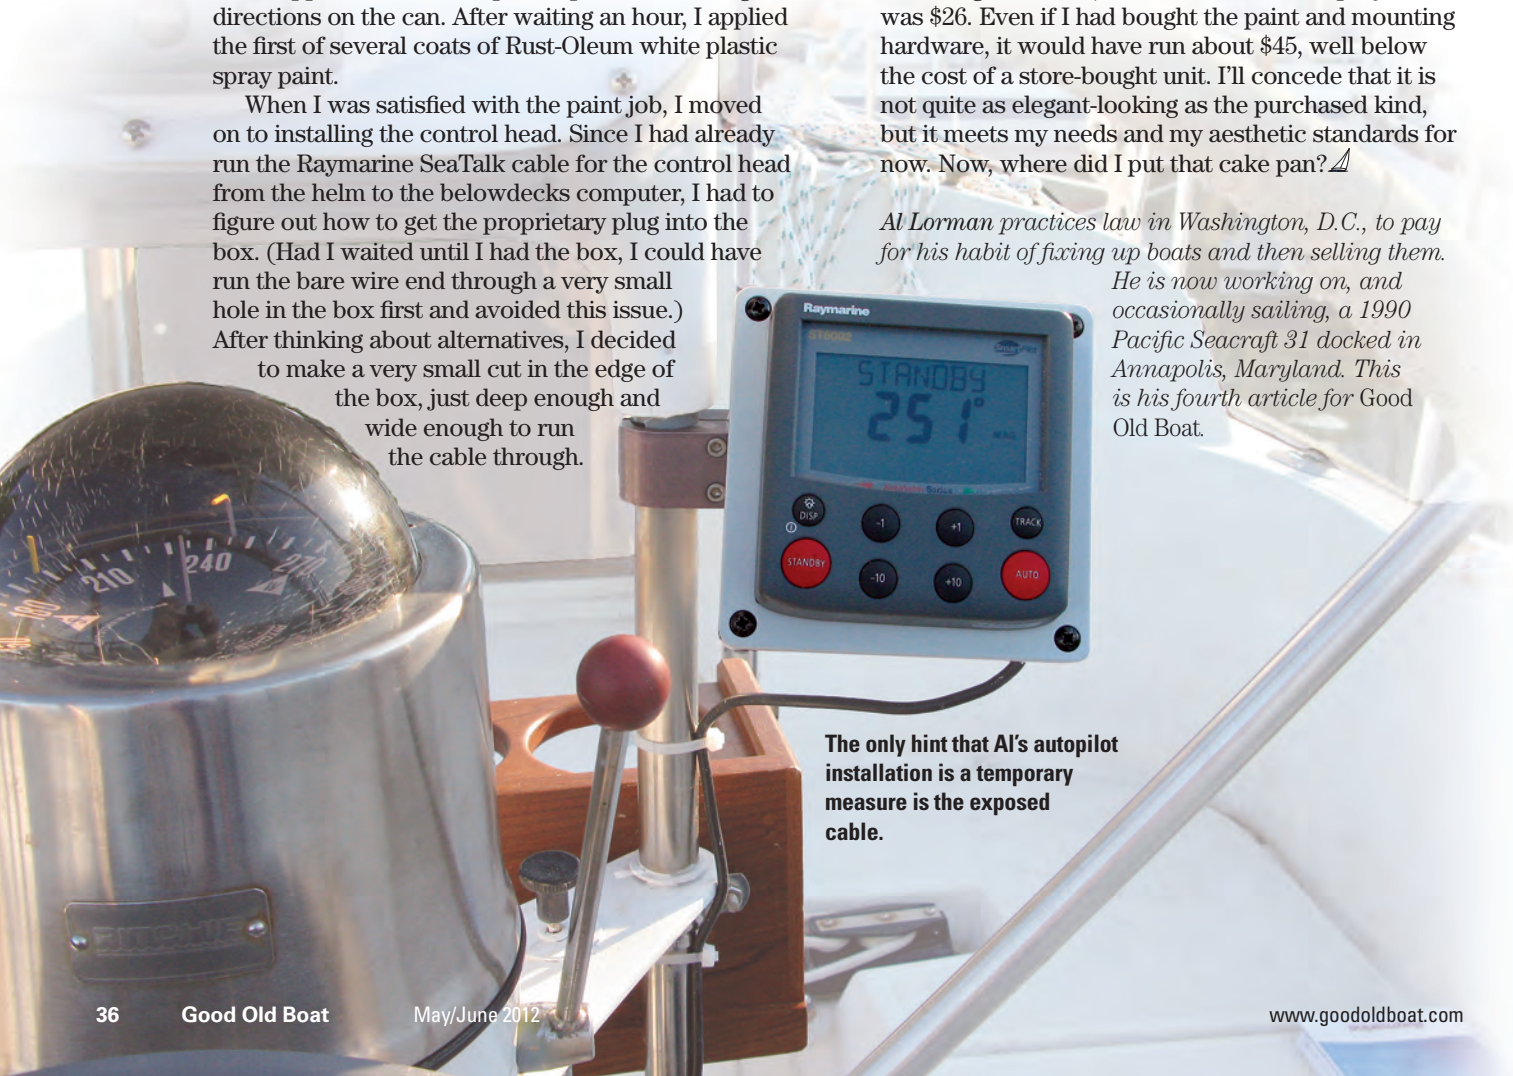 directions on the can. After waiting an hour, I applied
the first of several coats of Rust-Oleum white plastic
spray paint.
When I was satisfied with the paint job, I moved
on to installing the control head. Since I had already
run the Raymarine SeaTalk cable for the control head
from the helm to the belowdecks computer, I had to
figure out how to get the proprietary plug into the
box. (Had I waited until I had the box, I could have
run the bare wire end through a very small
hole in the box first and avoided this issue.)
After thinking about alternatives, I decided
to make a very small cut in the edge of
the box, just deep enough and
wide enough to run
the cable through.
was $26. Even if I had bought the paint and mounting
hardware, it would have run about $45, well below
the cost of a store-bought unit. I'll concede that it is
not quite as elegant-looking as the purchased kind,
but it meets my needs and my aesthetic standards for
now. Now, where did I put that cake pan?
Al Lorman practices law in Washington, D.C., to pay
for his habit of fixing up boats and then selling them.
He is now working on, and
occasionally sailing, a 1990
Pacific Seacraft 31 docked in
Annapolis, Maryland. This
is his fourth article for Good
Old Boat.
Raymarine
ST6002
STANDBY
251°
MAG
DISP
-1
+1
TRACK
STANDBY
-10
+10
AUTO
180
210
240
270
RITCHIE
The only hint that Al's autopilot
installation is a temporary
measure is the exposed
cable.
36 Good Old Boat May/June 2012
www.goodoldboat.com